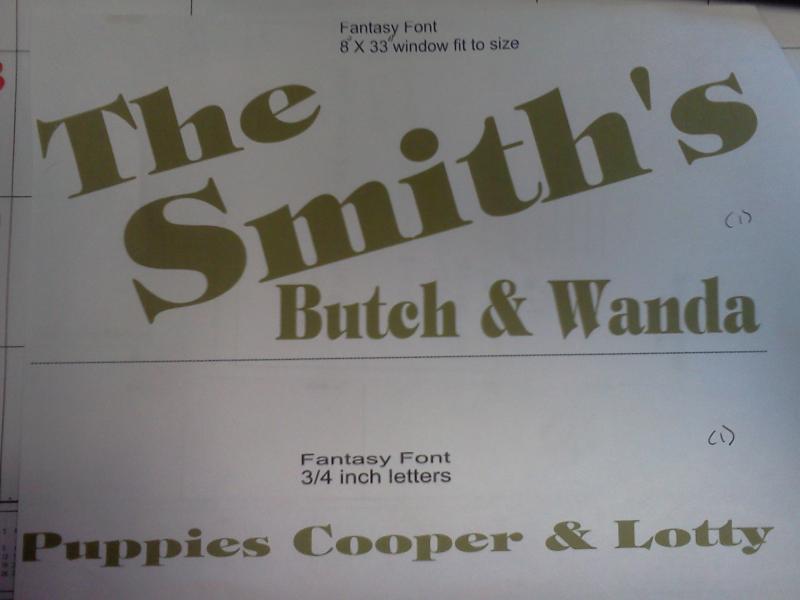 Fantasy Font
8" X 33" window fit to size
The
Smith's
(1)
Butch & Wanda
(1)
Fantasy Font
3/4 inch letters
Puppies Cooper & Lotty